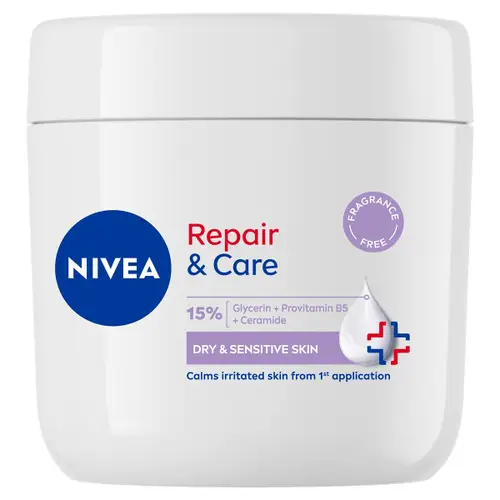 FRAGRANCE
FREE
NIVEA
Repair
& Care
15%
Glycerin + Provitamin B5
+ Ceramide
DRY & SENSITIVE SKIN
Calms irritated skin from 1st application